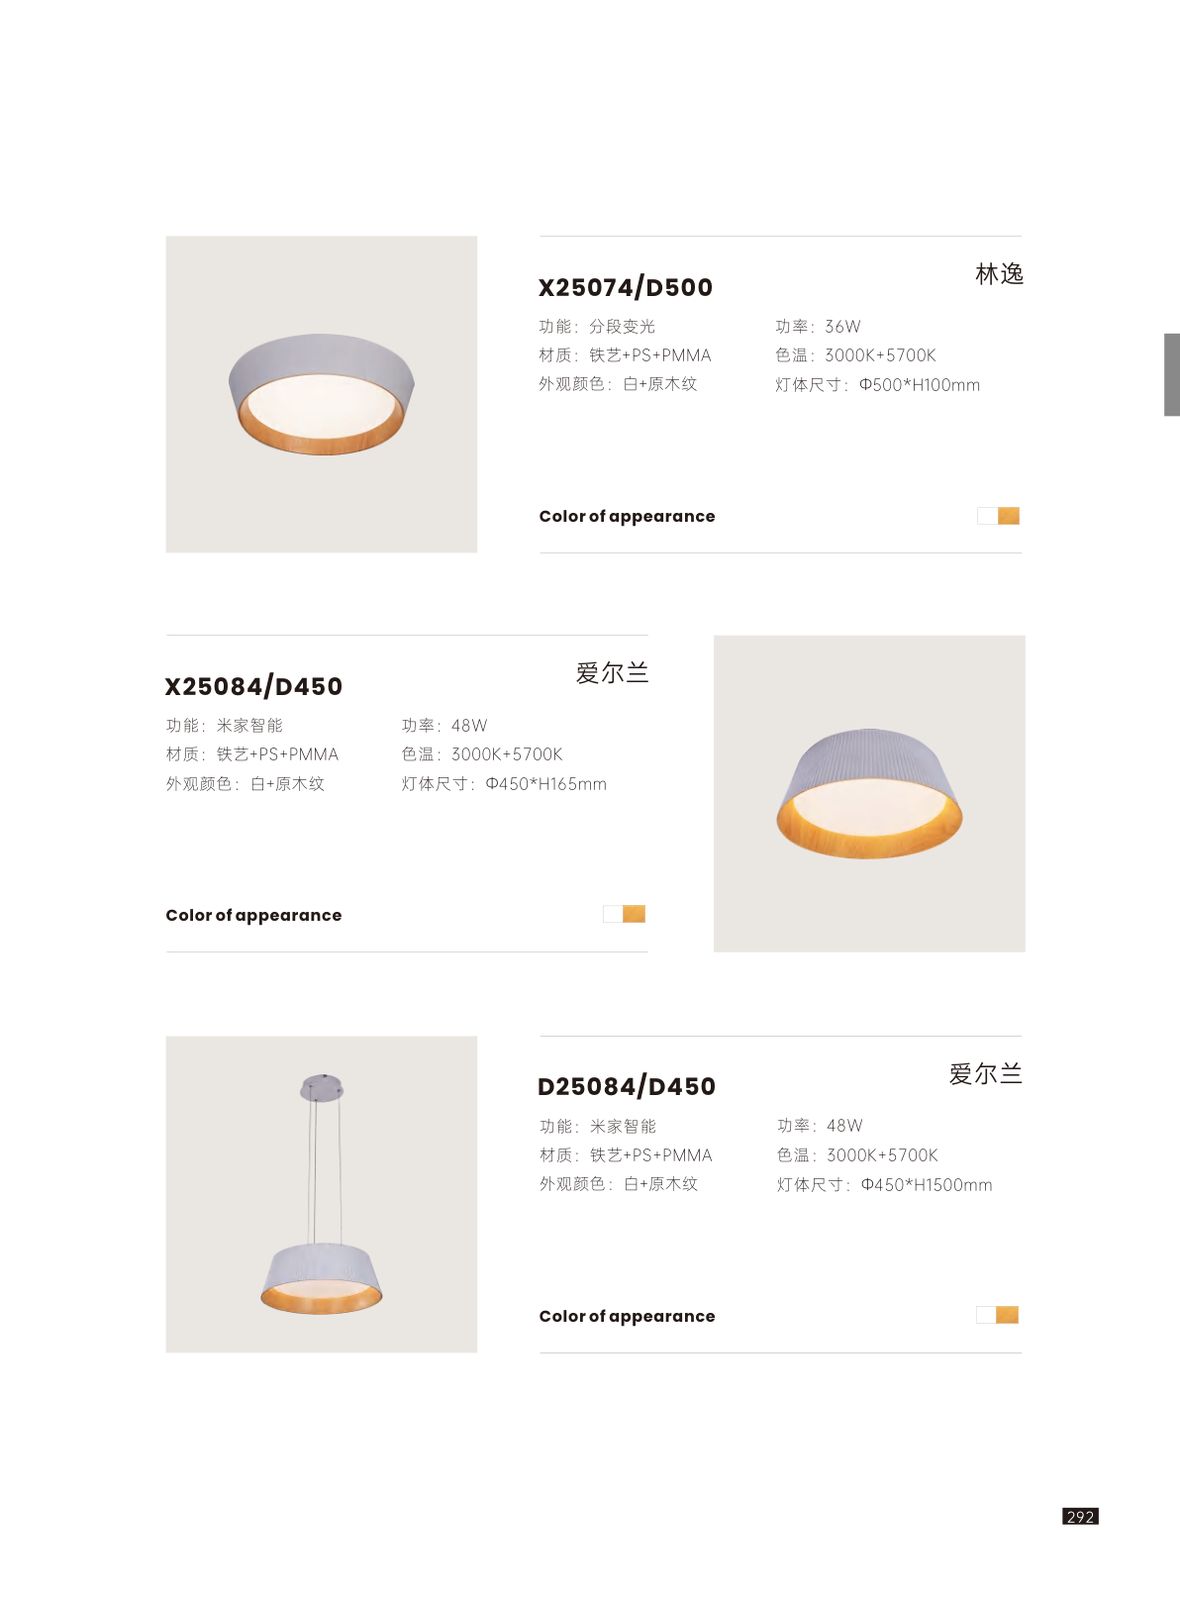 林逸
X25074/D500
功能：分段变光 功率：36W
材质：铁艺+PS+PMMA 色温：3000K+5700K
外观颜色：白+原木纹 灯体尺寸：Φ500*H100mm
Color of appearance
爱尔兰
X25084/D450
功能：米家智能 功率：48W
材质：铁艺+PS+PMMA 色温：3000K+5700K
外观颜色：白+原木纹 灯体尺寸：Φ450*H165mm
Color of appearance
爱尔兰
D25084/D450
功能：米家智能 功率：48W
材质：铁艺+PS+PMMA 色温：3000K+5700K
外观颜色：白+原木纹 灯体尺寸：Φ450*H1500mm
Color of appearance
292